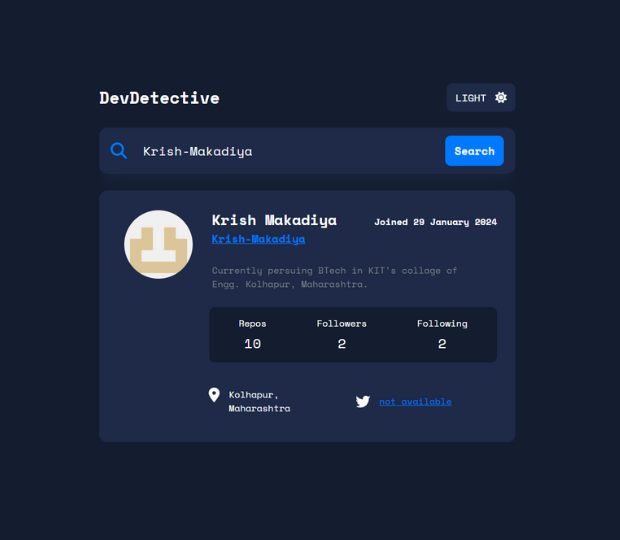 DevDetective
LIGHT
Krish-Makadiya
Search
Krish Makadiya
Joined 29 January 2024
Krish-Makadiya
Currently persuing BTech in KIT's collage of
Engg. Kolhapur, Maharashtra.
Repos Followers Following
10 2 2
Kolhapur,
Maharashtra
not available